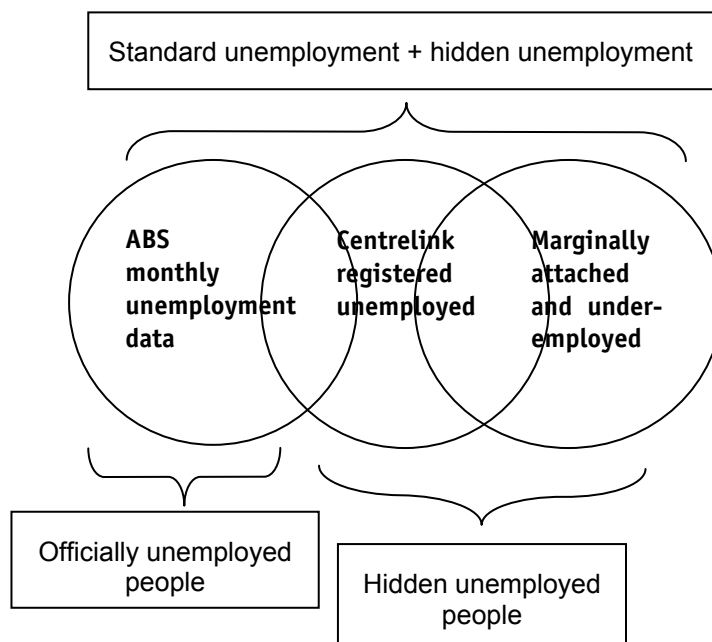 Standard unemployment + hidden unemployment
ABS
monthly
unemployment
data
Centrelink
registered
unemployed
Marginally
attached
and under-
employed
Officially unemployed
people
Hidden unemployed
people